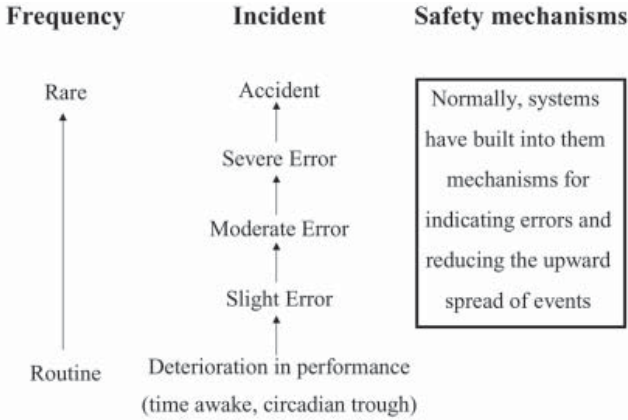 Frequency
Incident
Safety mechanisms
Rare
Accident
Severe Error
Moderate Error
Slight Error
Routine
Deterioration in performance
(time awake, circadian trough)
Normally, systems
have built into them
mechanisms for
indicating errors and
reducing the upward
spread of events